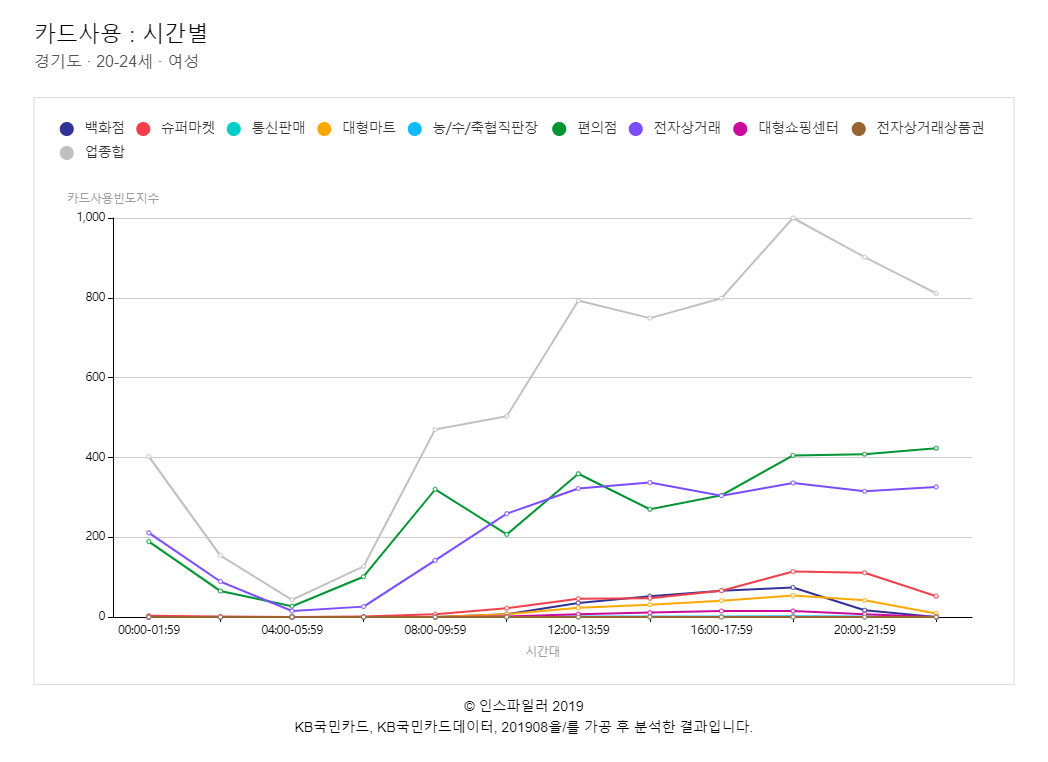 카드사용 : 시간별
경기도 · 20-24세 · 여성
백화점 슈퍼마켓 통신판매 대형마트 농/수/축협직판장 편의점 전자상거래 대형쇼핑센터 전자상거래상품권
업종합
카드사용빈도지수
1,000
800
600
400
200
0
00:00-01:59 04:00-05:59 08:00-09:59 12:00-13:59 16:00-17:59 20:00-21:59
시간대
© 인스파일러 2019
KB국민카드, KB국민카드데이터, 201908을/를 가공 후 분석한 결과입니다.